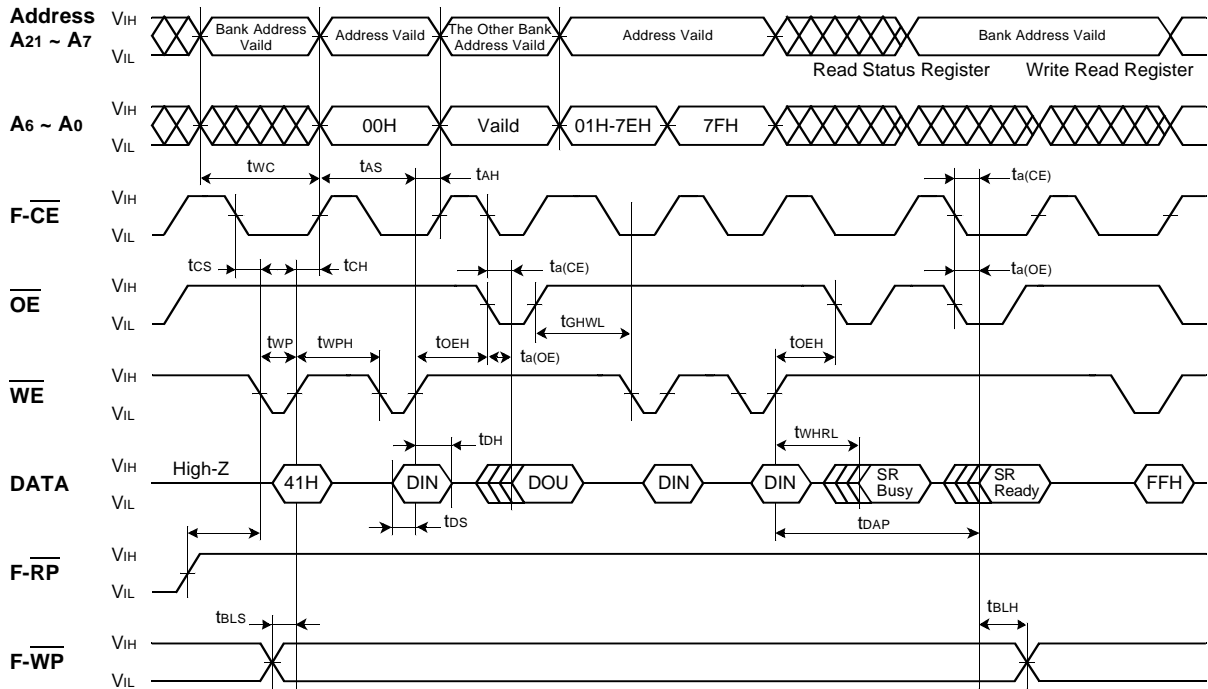 Address
A21 ~ A7
VIH
VIL
Bank Address
Vaild
Address Vaild
The Other Bank
Address Vaild
Address Vaild
Bank Address Vaild
Read Status Register
Write Read Register
A6 ~ A0
VIH
VIL
00H
Vaild
01H-7EH
7FH
tWC
tAS
tAH
ta(CE)
F-CE
VIH
VIL
tCS
tCH
ta(CE)
ta(OE)
OE
VIH
VIL
tWP
tWPH
tOEH
tGHWL
ta(OE)
tOEH
WE
VIH
VIL
tDH
tWHRL
DATA
VIH
VIL
High-Z
41H
DIN
DOU
DIN
DIN
SR
Busy
SR
Ready
FFH
tDS
tDAP
F-RP
VIH
VIL
tBLS
tBLH
F-WP
VIH
VIL